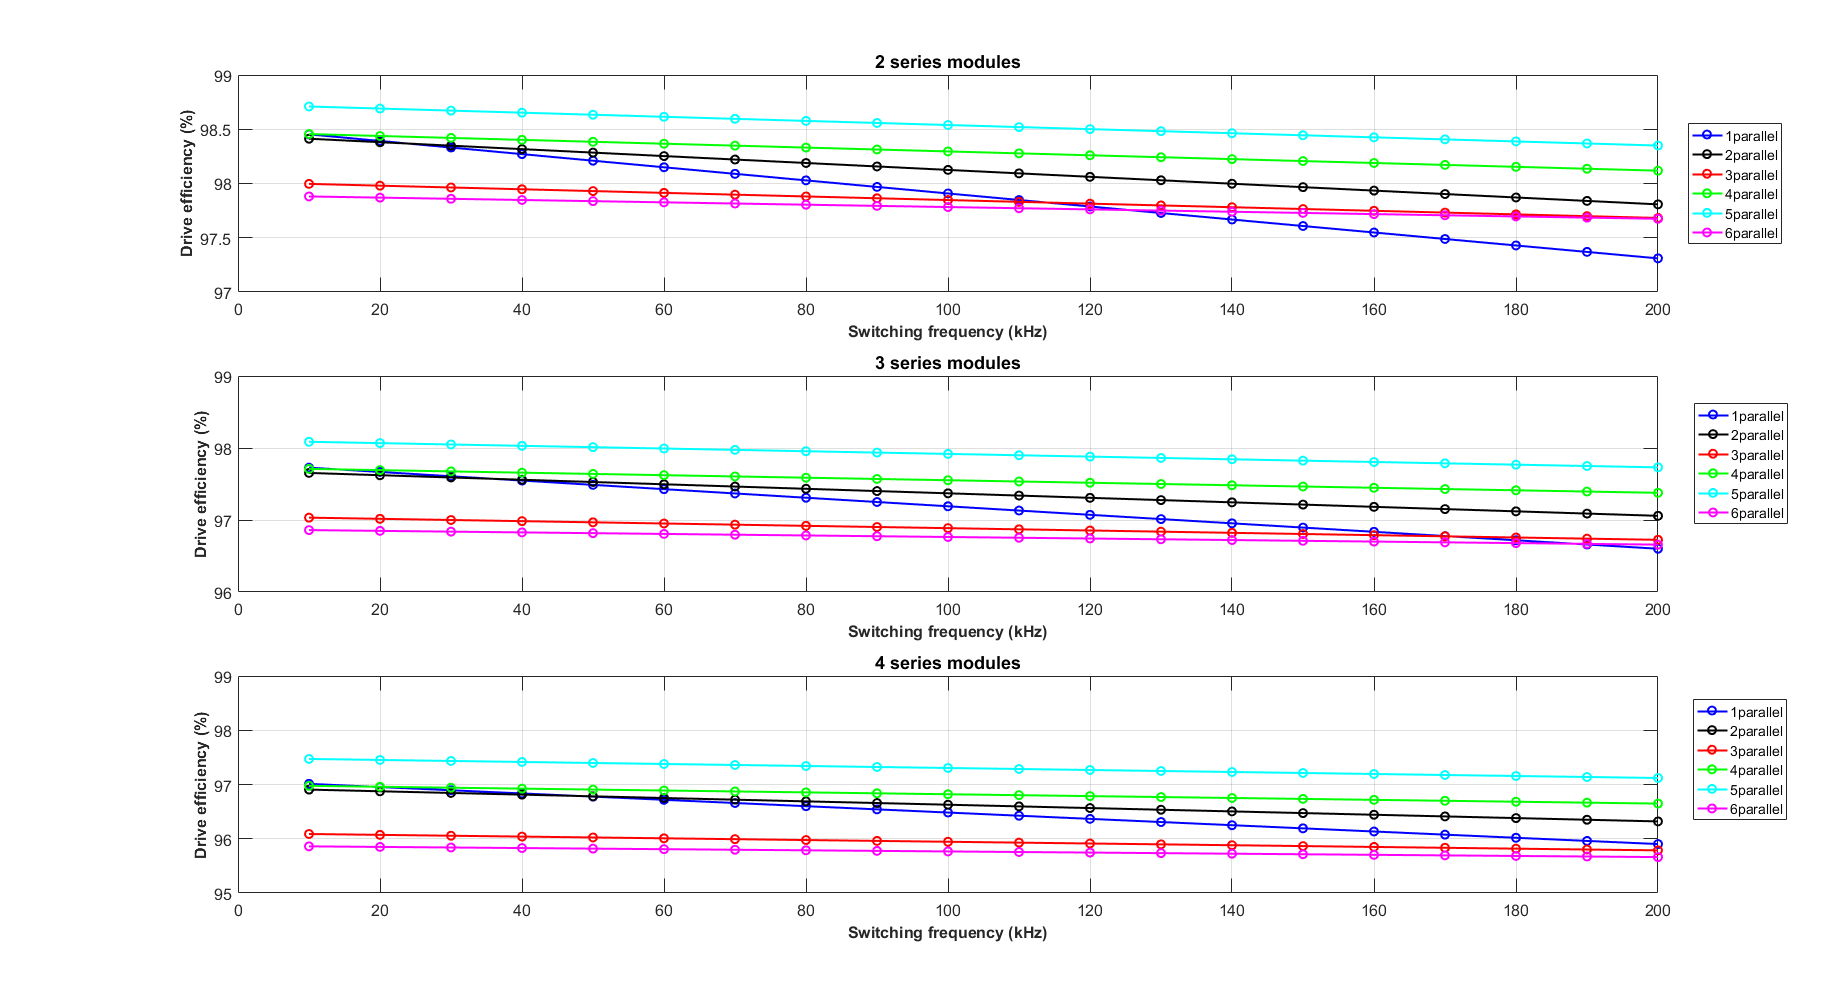 2 series modules
99
98.5
98
97.5
97
Drive efficiency (%)
0 20 40 60 80 100 120 140 160 180 200
Switching frequency (kHz)
1parallel
2parallel
3parallel
4parallel
5parallel
6parallel
3 series modules
99
98
97
96
Drive efficiency (%)
0 20 40 60 80 100 120 140 160 180 200
Switching frequency (kHz)
1parallel
2parallel
3parallel
4parallel
5parallel
6parallel
4 series modules
99
98
97
96
95
Drive efficiency (%)
0 20 40 60 80 100 120 140 160 180 200
Switching frequency (kHz)
1parallel
2parallel
3parallel
4parallel
5parallel
6parallel